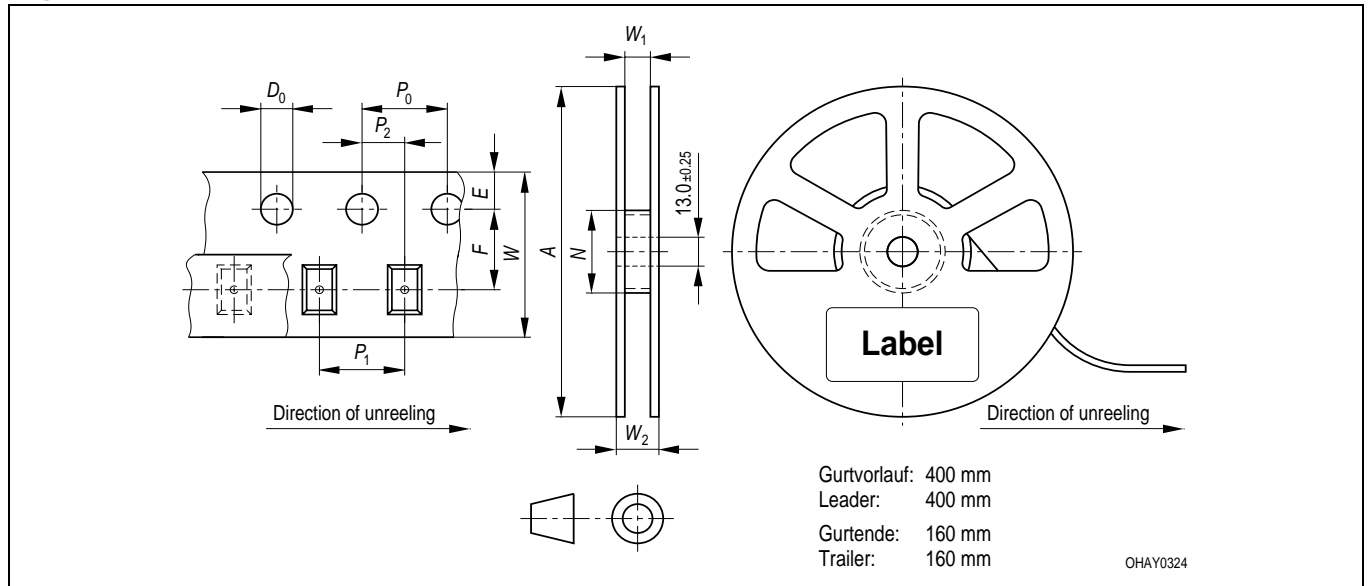 W1
D0
P0
P2
E
F
W
A
N
13.0 ±0.25
Label
P1
Direction of unreeling
W2
Direction of unreeling
Gurtvorlauf: 400 mm
Leader: 400 mm
Gurtende: 160 mm
Trailer: 160 mm
OHAY0324